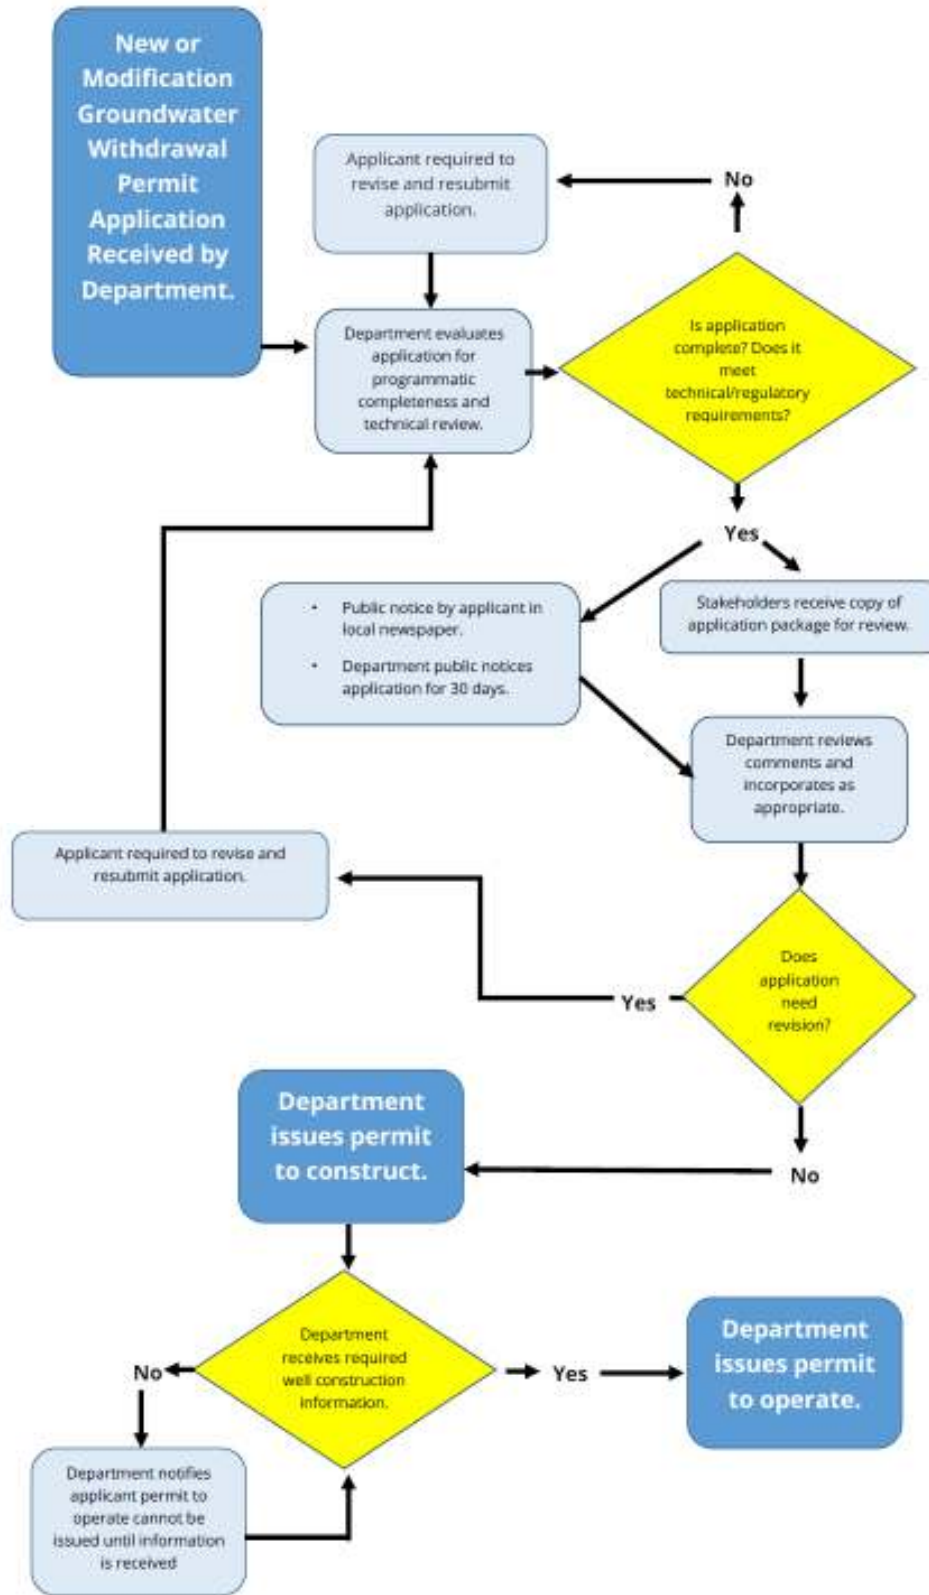 New or
Modification
Groundwater
Withdrawal
Permit
Application
Received by
Department.
Applicant required to
revise and resubmit
application.
No
Department evaluates
application for
programmatic
completeness and
technical review.
Is application
complete? Does it
meet
technical/regulatory
requirements?
Yes
• Public notice by applicant in
local newspaper.
• Department public notices
application for 30 days.
Stakeholders receive copy of
application package for review.
Department reviews
comments and
incorporates as
appropriate.
Applicant required to revise and
resubmit application.
Does
application
need
revision?
Yes
No
Department
issues permit
to construct.
Department
receives required
well construction
information.
No
Yes
Department
issues permit
to operate.
Department notifies
applicant permit to
operate cannot be
issued until information
is received